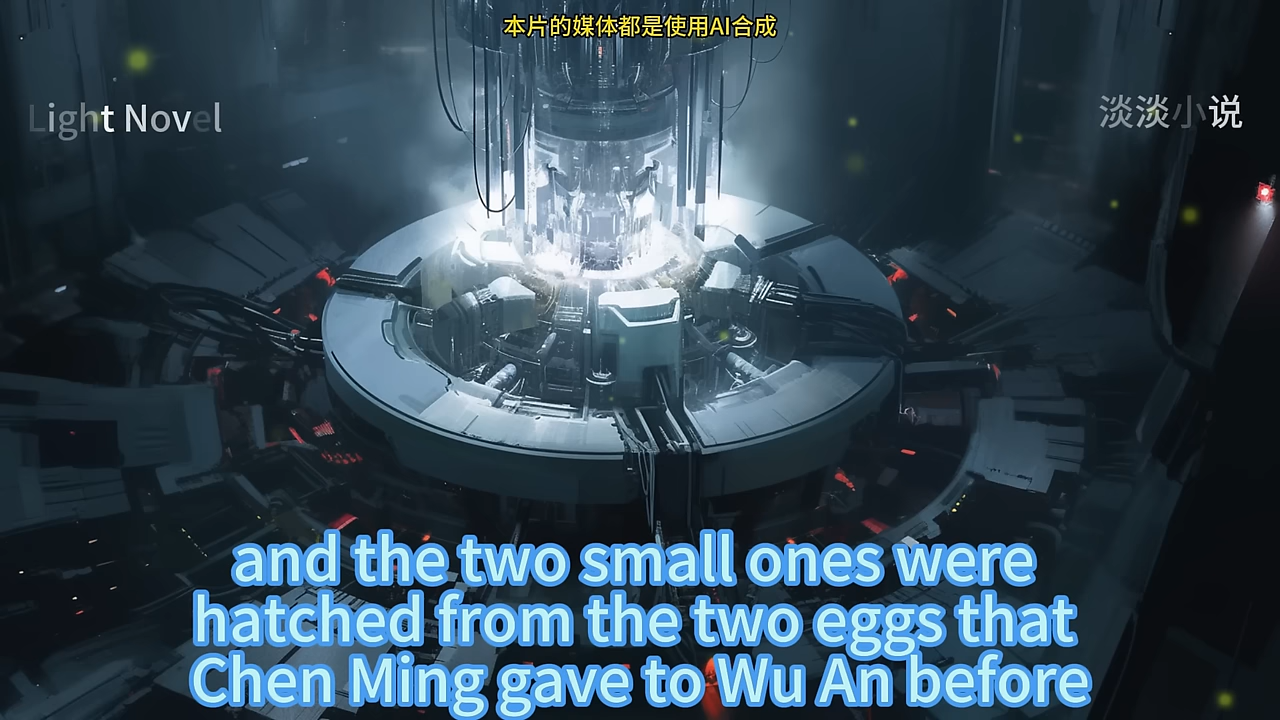 本片的媒体都是使用AI合成
Light Novel
淡淡小说
and the two small ones were
hatched from the two eggs that
Chen Ming gave to Wu An before